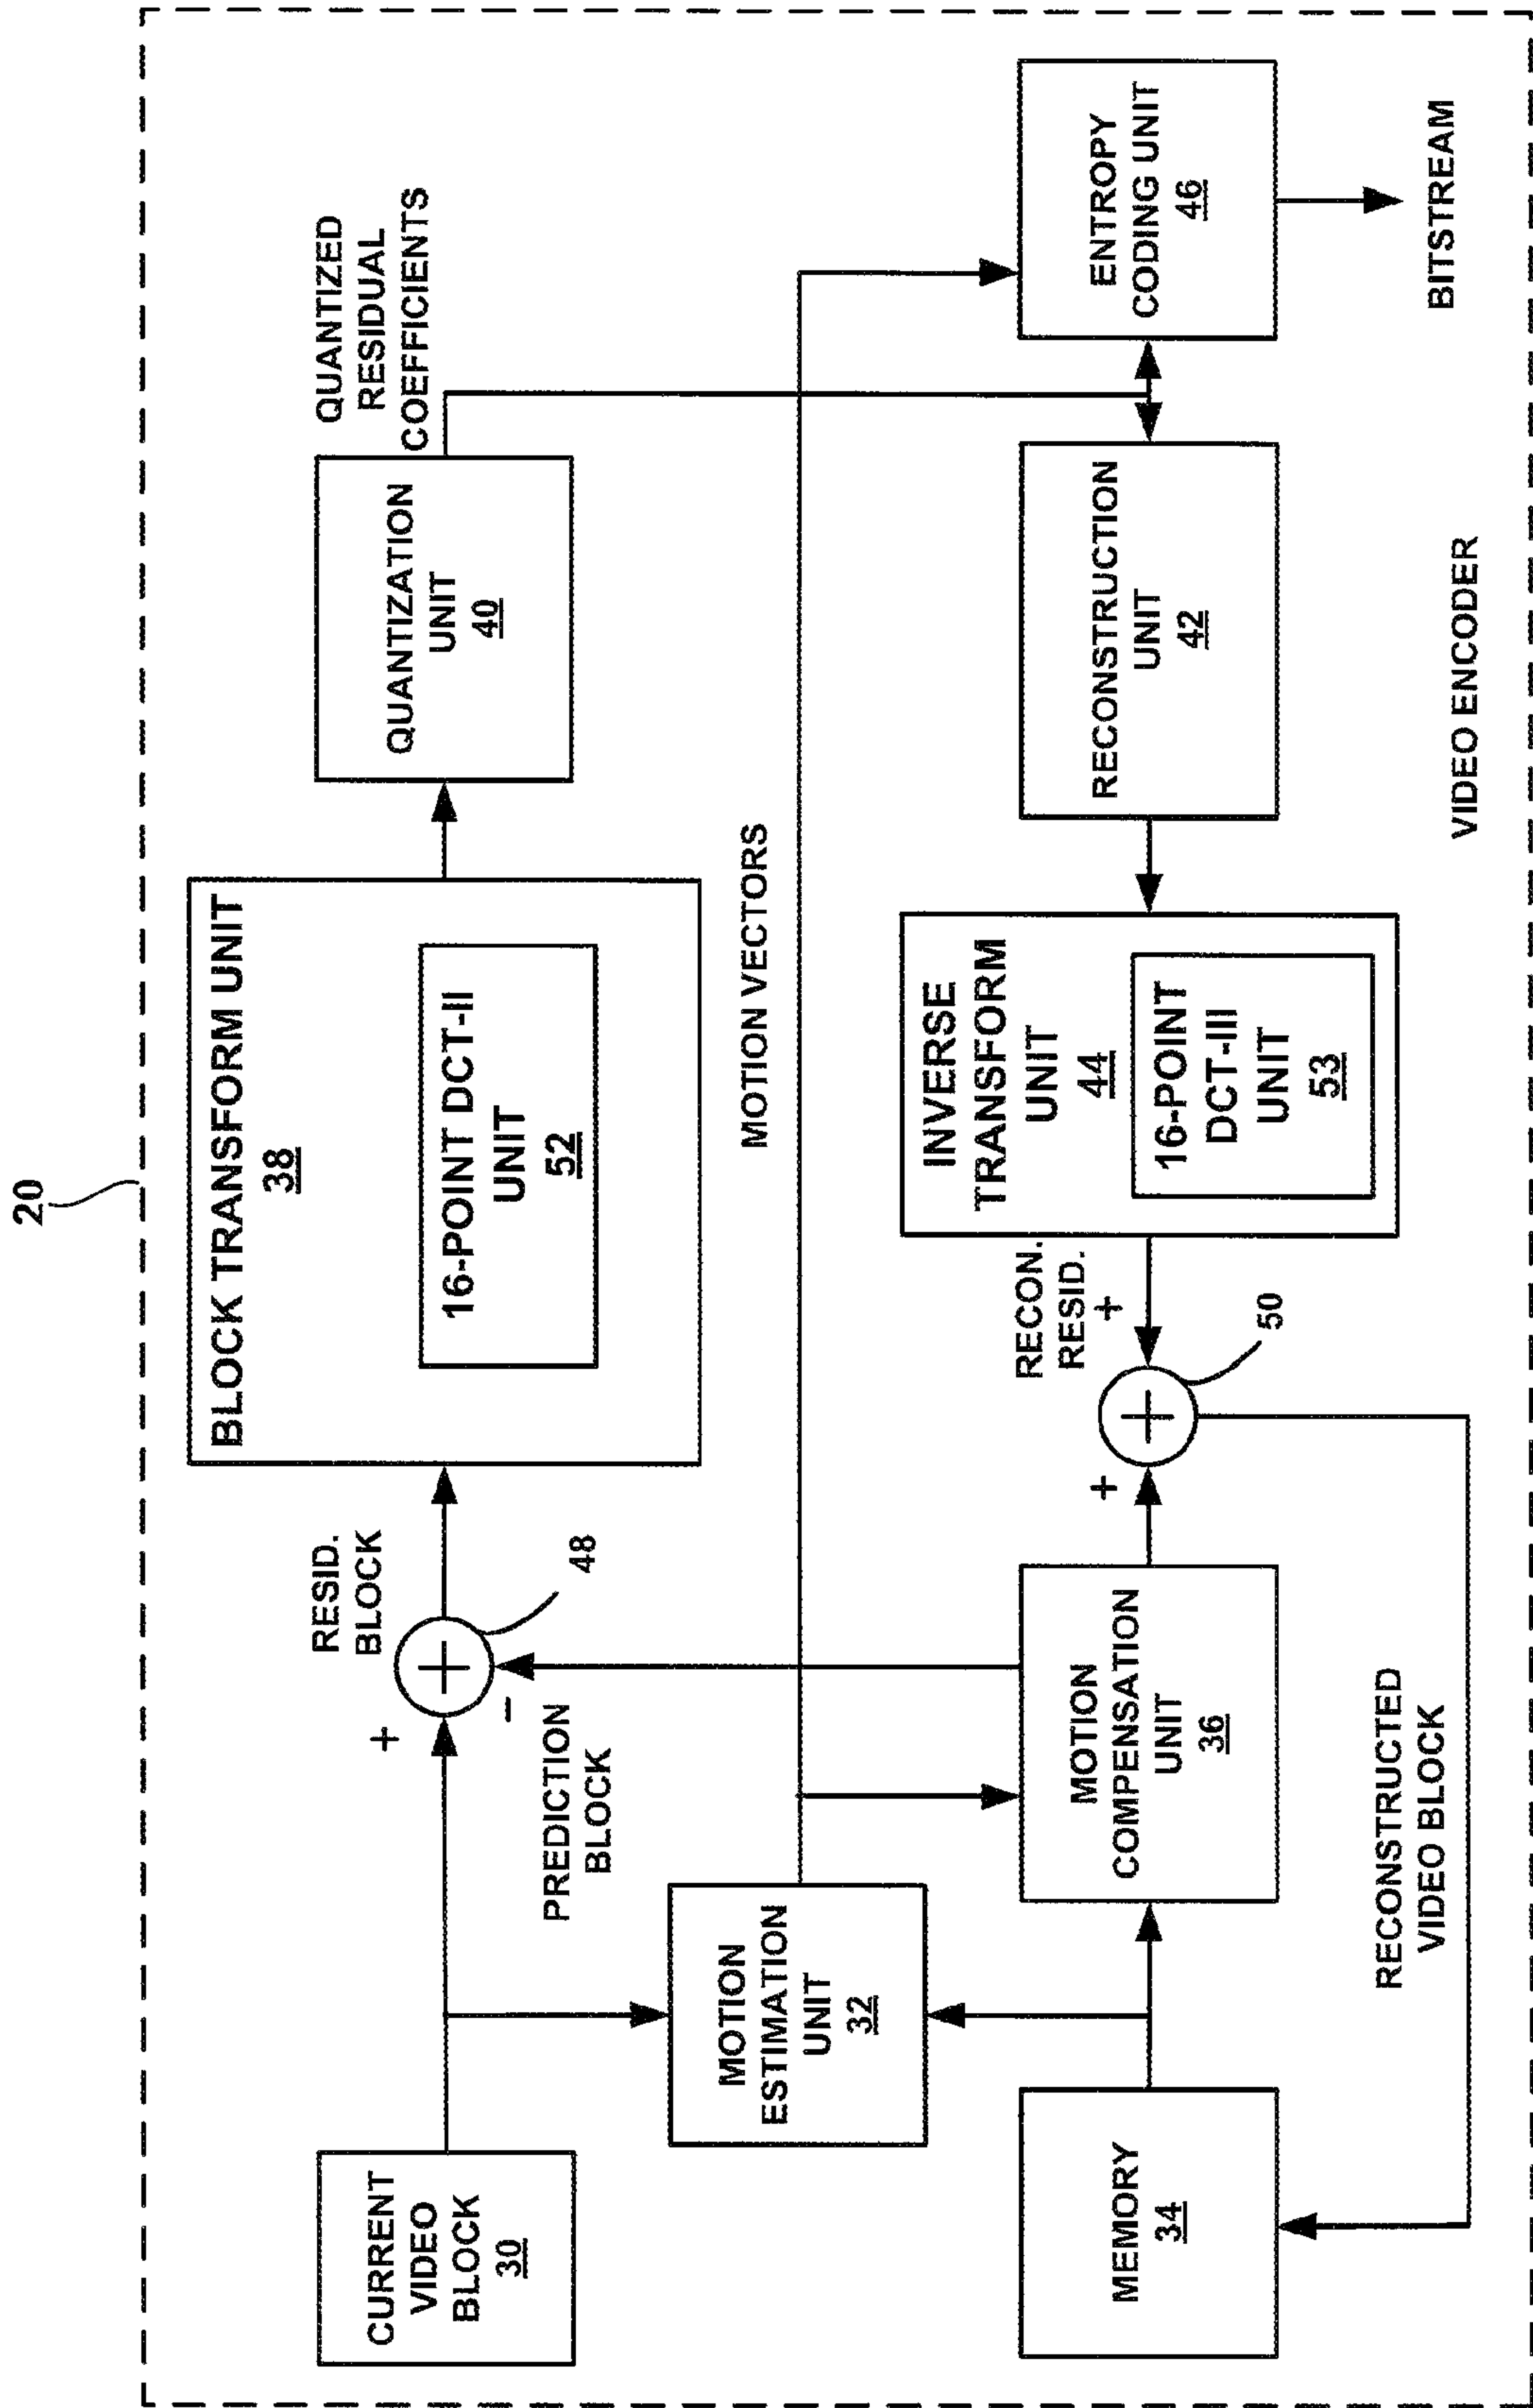 20
CURRENT
VIDEO
BLOCK
30
+
−
RESID.
BLOCK
48
PREDICTION
BLOCK
BLOCK TRANSFORM UNIT
38
16-POINT DCT-II
UNIT
52
QUANTIZATION
UNIT
40
QUANTIZED
RESIDUAL
COEFFICIENTS
MOTION
ESTIMATION
UNIT
32
MOTION VECTORS
MEMORY
34
MOTION
COMPENSATION
UNIT
36
+
RECON.
RESID.
+
50
INVERSE
TRANSFORM
UNIT
44
16-POINT
DCT-III
UNIT
53
RECONSTRUCTION
UNIT
42
ENTROPY
CODING UNIT
46
BITSTREAM
RECONSTRUCTED
VIDEO BLOCK
VIDEO ENCODER